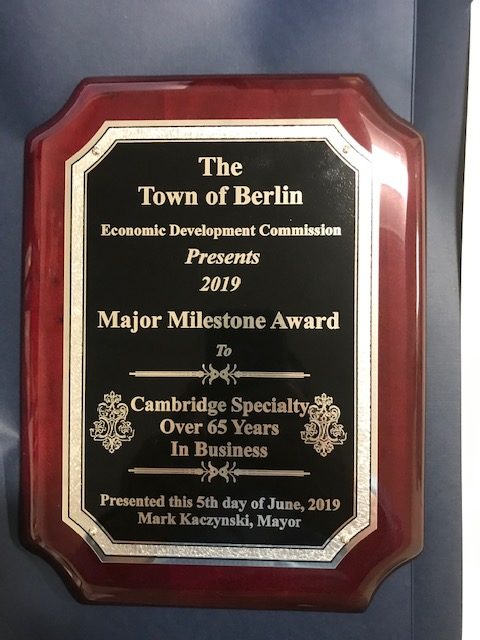 The
Town of Berlin
Economic Development Commission
Presents
2019
Major Milestone Award
To
Cambridge Specialty
Over 65 Years
In Business
Presented this 5th day of June, 2019
Mark Kaczynski, Mayor